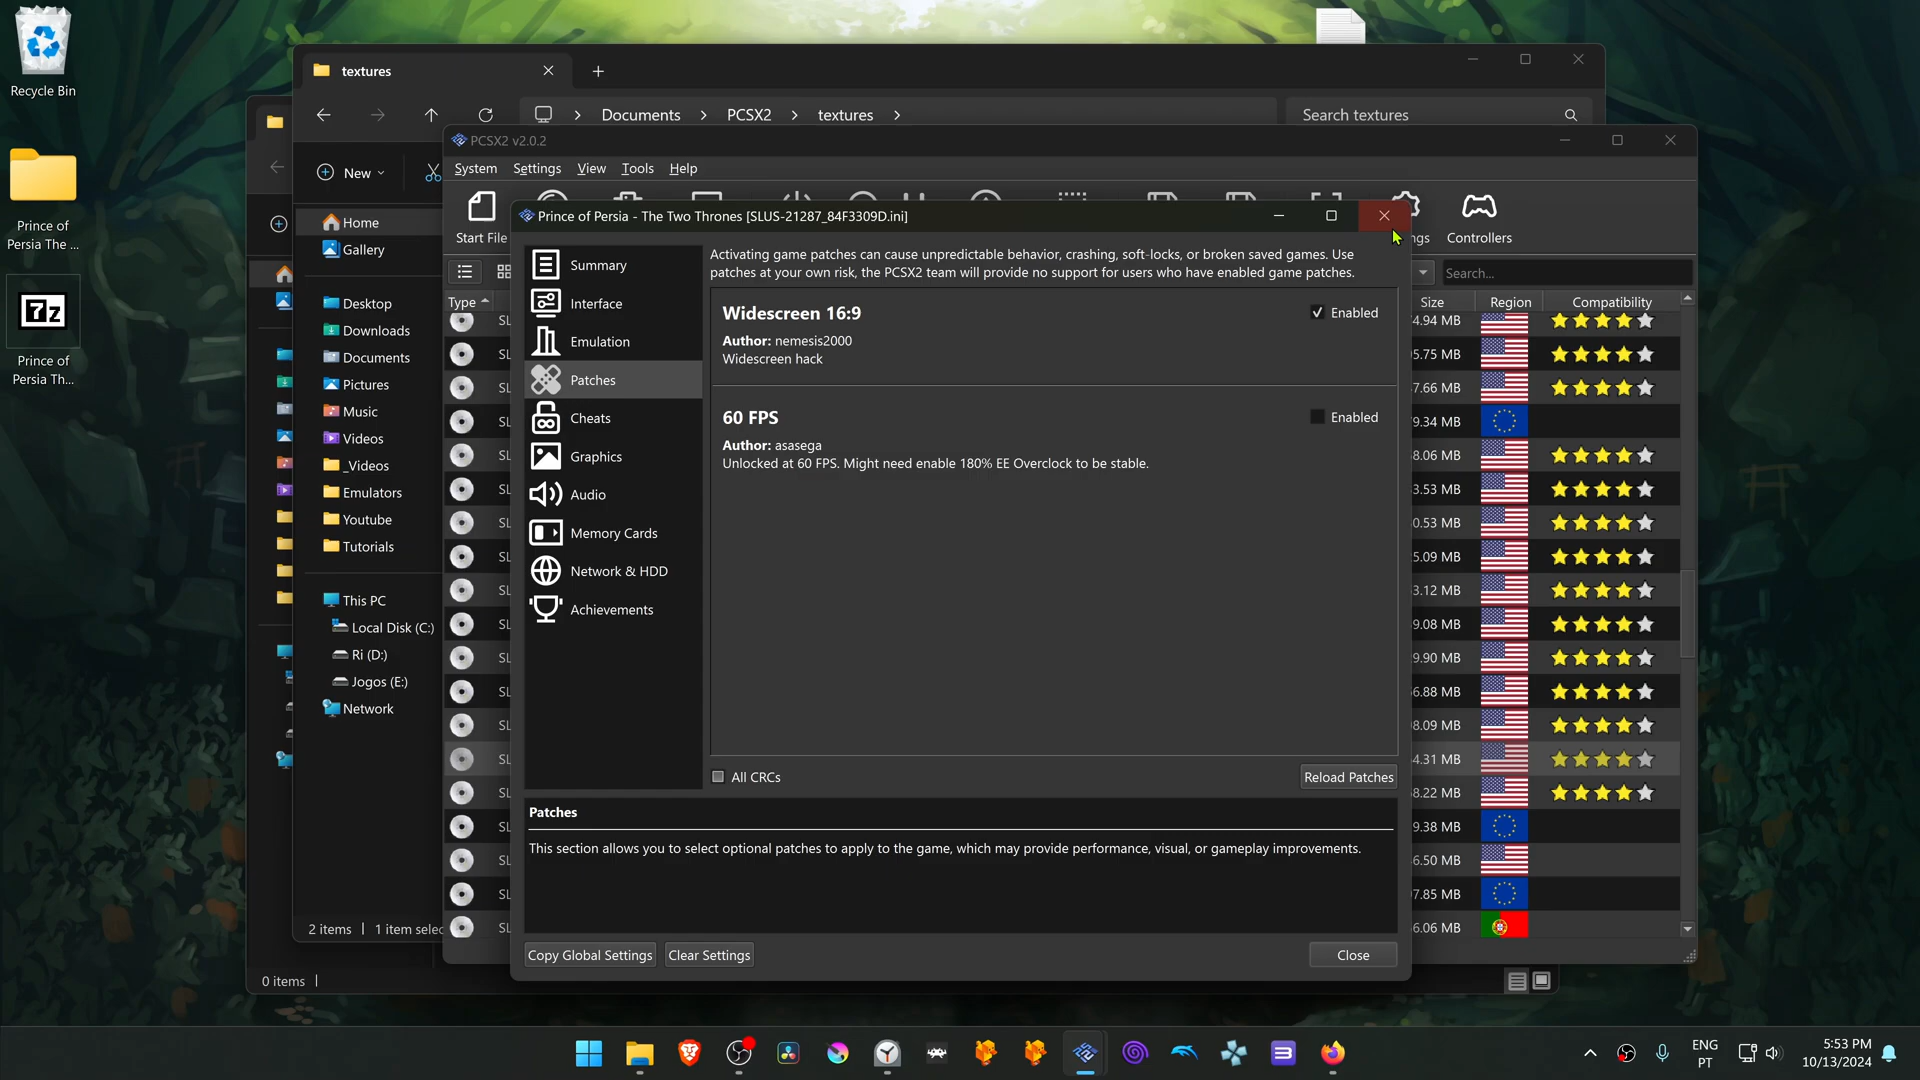 Recycle Bin
Prince of
Persia The ...
Prince of
Persia Th...
textures
Documents
PCSX2
textures
Search textures
New
PCSX2 v2.0.2
System
Settings
View
Tools
Help
Start File
Controllers
Home
Gallery
Desktop
Downloads
Documents
Pictures
Music
Videos
_Videos
Emulators
Youtube
Tutorials
This PC
Local Disk (C:)
Ri (D:)
Jogos (E:)
Network
2 items
1 item selec
0 items
Prince of Persia - The Two Thrones [SLUS-21287_84F3309D.ini]
Summary
Interface
Emulation
Patches
Cheats
Graphics
Audio
Memory Cards
Network & HDD
Achievements
Activating game patches can cause unpredictable behavior, crashing, soft-locks, or broken saved games. Use
patches at your own risk, the PCSX2 team will provide no support for users who have enabled game patches.
Widescreen 16:9
Enabled
Author: nemesis2000
Widescreen hack
60 FPS
Enabled
Author: asasega
Unlocked at 60 FPS. Might need enable 180% EE Overclock to be stable.
All CRCs
Reload Patches
Patches
This section allows you to select optional patches to apply to the game, which may provide performance, visual, or gameplay improvements.
Copy Global Settings
Clear Settings
Close
Type
Search...
Size
Region
Compatibility
4.94 MB
5.75 MB
7.66 MB
9.34 MB
8.06 MB
3.53 MB
0.53 MB
5.09 MB
3.12 MB
9.08 MB
9.90 MB
6.88 MB
8.09 MB
4.31 MB
8.22 MB
9.38 MB
6.50 MB
7.85 MB
6.06 MB
7z
ENG
PT
5:53 PM
10/13/2024